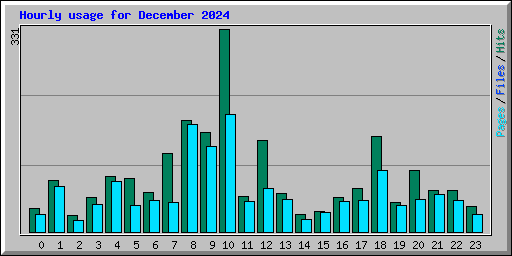 Hourly usage for December 2024
331
Pages/Files/Hits
0 1 2 3 4 5 6 7 8 9 10 11 12 13 14 15 16 17 18 19 20 21 22 23